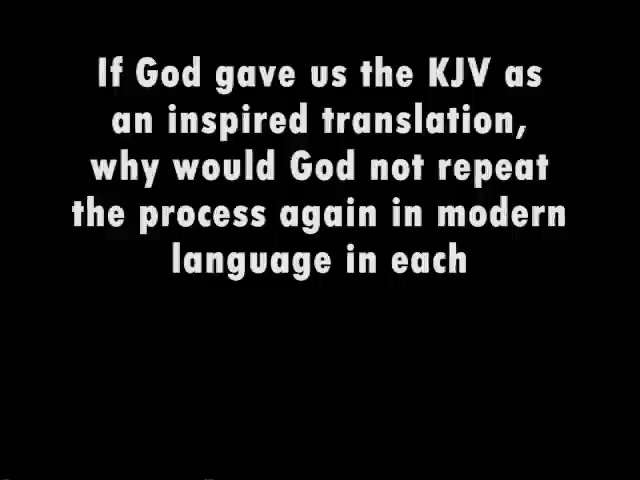 If God gave us the KJV as
an inspired translation,
why would God not repeat
the process again in modern
language in each